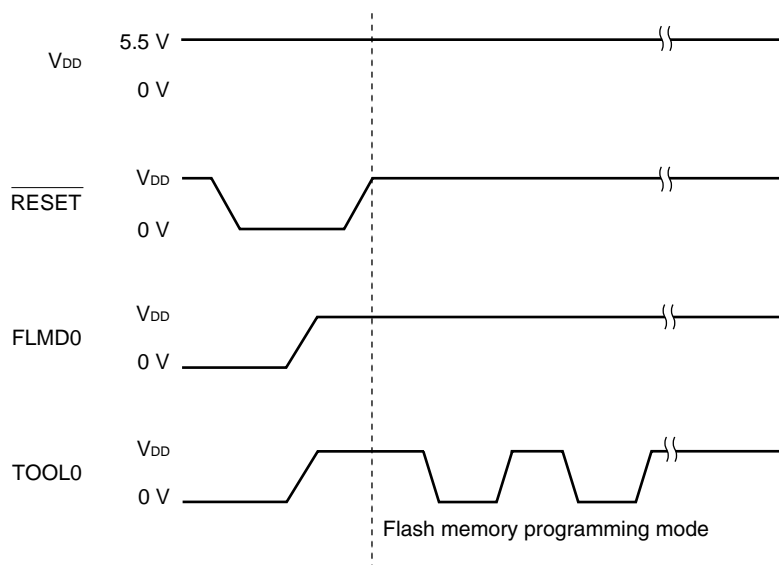 5.5 V
VDD
0 V
VDD
RESET
0 V
VDD
FLMD0
0 V
VDD
TOOL0
0 V
Flash memory programming mode